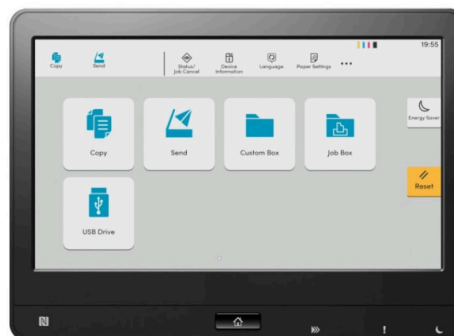 19:55
Copy
Send
Status/
Job Cancel
Device
Information
Language
Paper Settings
Energy Saver
Copy
Send
Custom Box
Job Box
Reset
USB Drive